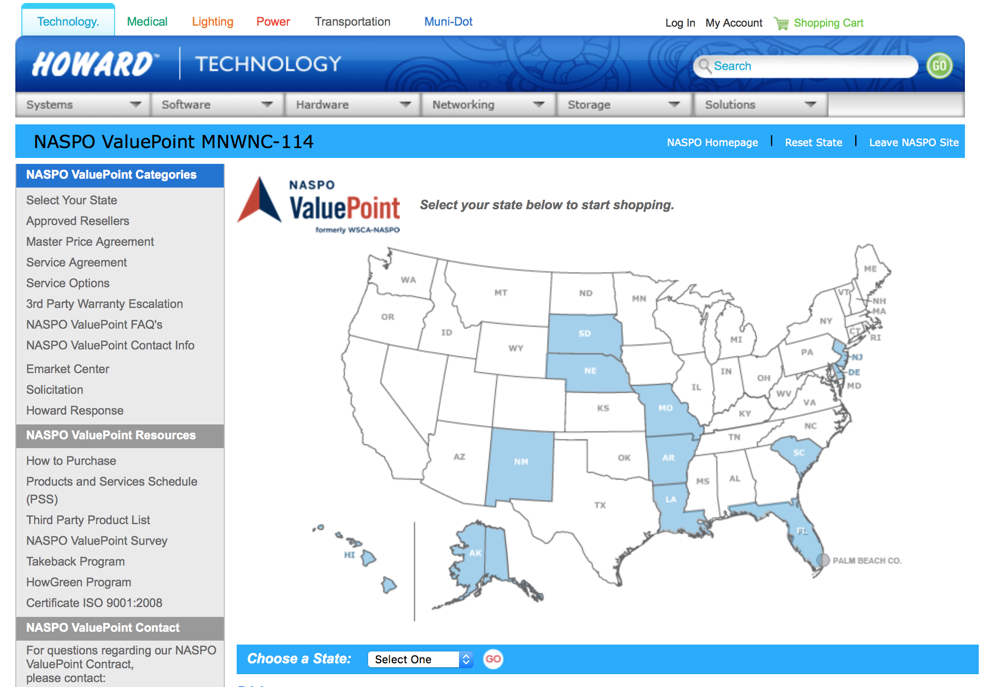 Technology.
Medical
Lighting
Power
Transportation
Muni-Dot
Log In
My Account
Shopping Cart
HOWARD™ TECHNOLOGY
Search
GO
Systems
Software
Hardware
Networking
Storage
Solutions
NASPO ValuePoint MNWNC-114
NASPO Homepage | Reset State | Leave NASPO Site
NASPO ValuePoint Categories
Select Your State
Approved Resellers
Master Price Agreement
Service Agreement
Service Options
3rd Party Warranty Escalation
NASPO ValuePoint FAQ's
NASPO ValuePoint Contact Info
Emarket Center
Solicitation
Howard Response
NASPO ValuePoint Resources
How to Purchase
Products and Services Schedule
(PSS)
Third Party Product List
NASPO ValuePoint Survey
Takeback Program
HowGreen Program
Certificate ISO 9001:2008
NASPO ValuePoint Contact
For questions regarding our NASPO
ValuePoint Contract,
please contact:
NASPO
ValuePoint
formerly WSCA-NASPO
Select your state below to start shopping.
WA
MT
ND
MN
ME
VT
NH
MA
OR
ID
SD
NY
CT
RI
WY
MI
PA
NJ
NE
IN
OH
DE
IL
MD
WV
VA
KS
MO
KY
NC
TN
AZ
NM
OK
AR
SC
MS
AL
TX
LA
FL
HI
AK
PALM BEACH CO.
Choose a State:
Select One
GO